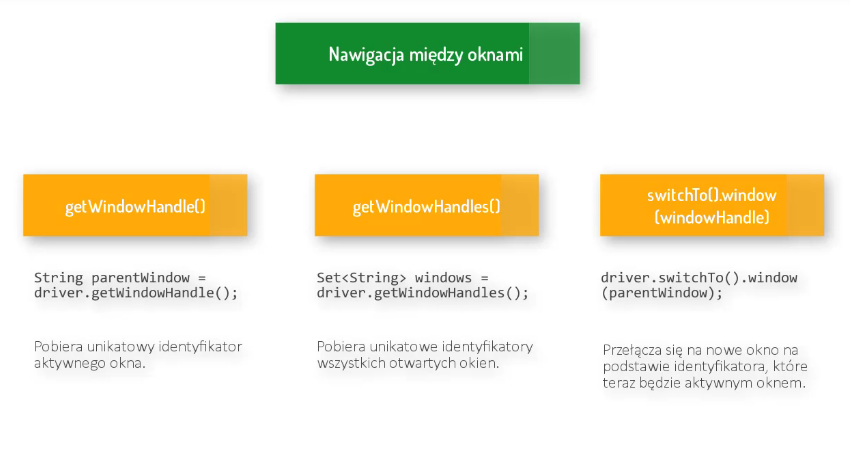 Nawigacja między oknami
getWindowHandle()
String parentWindow =
driver.getWindowHandle();
Pobiera unikatowy identyfikator
aktywnego okna.
getWindowHandles()
Set<String> windows =
driver.getWindowHandles();
Pobiera unikatowe identyfikatory
wszystkich otwartych okien.
switchTo().window
(windowHandle)
driver.switchTo().window
(parentWindow);
Przełącza się na nowe okno na
podstawie identyfikatora, które
teraz będzie aktywnym oknem.